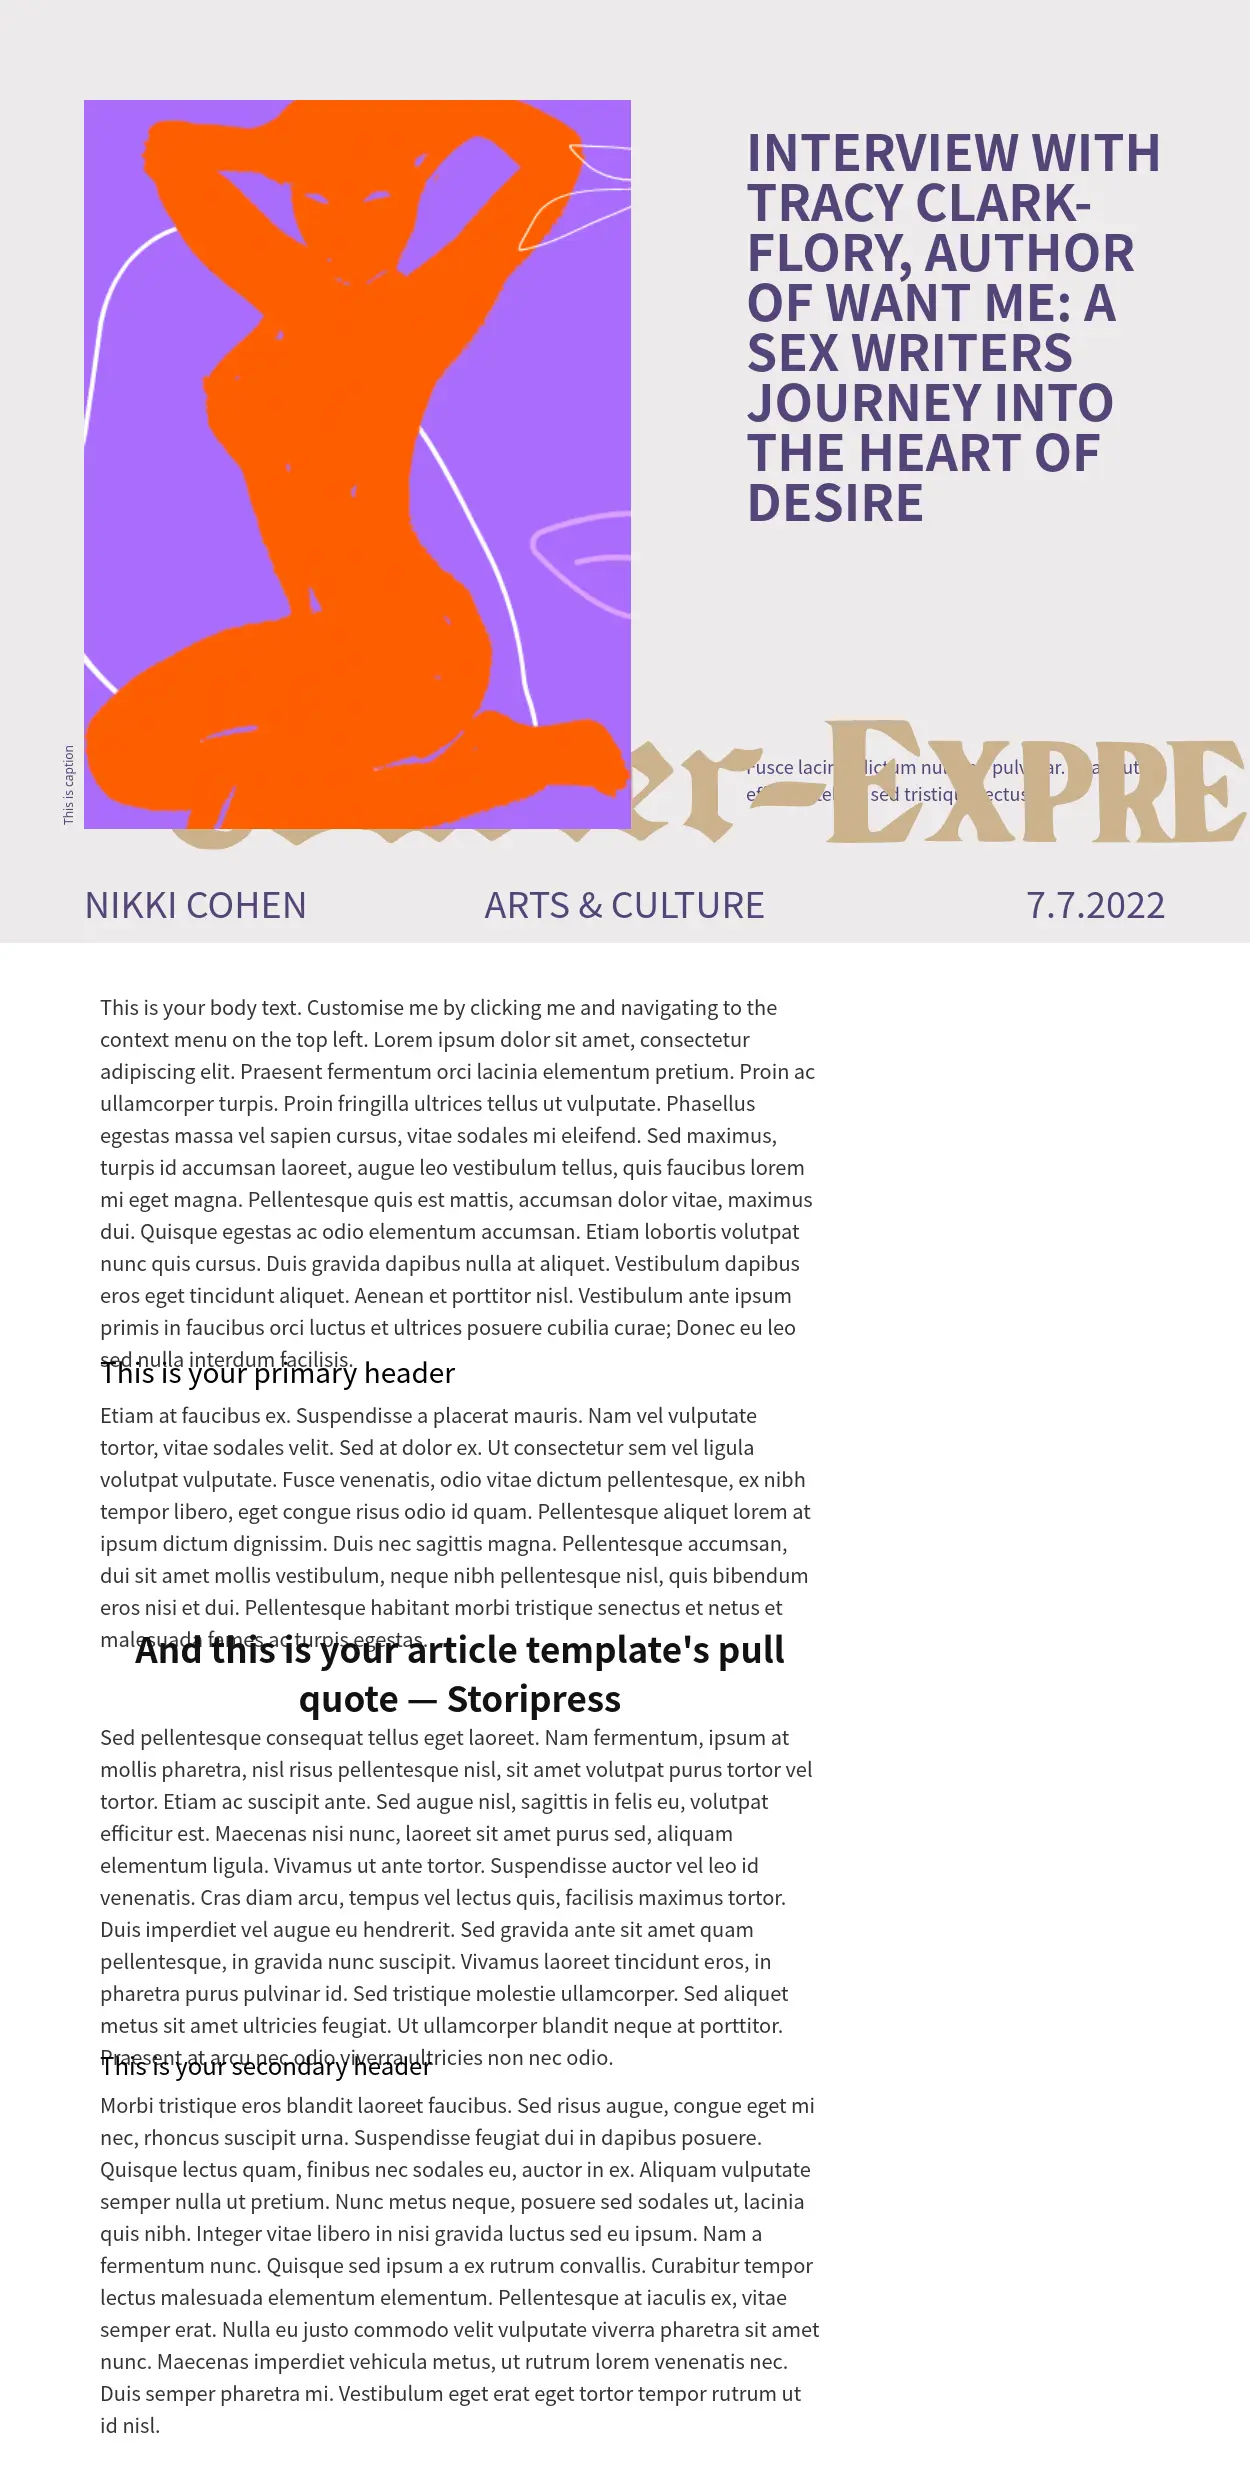 INTERVIEW WITH
TRACY CLARK-
FLORY, AUTHOR
OF WANT ME: A
SEX WRITERS
JOURNEY INTO
THE HEART OF
DESIRE
This is caption
er-EXPRE
NIKKI COHEN
ARTS & CULTURE
7.7.2022
This is your body text. Customise me by clicking me and navigating to the
context menu on the top left. Lorem ipsum dolor sit amet, consectetur
adipiscing elit. Praesent fermentum orci lacinia elementum pretium. Proin ac
ullamcorper turpis. Proin fringilla ultrices tellus ut vulputate. Phasellus
egestas massa vel sapien cursus, vitae sodales mi eleifend. Sed maximus,
turpis id accumsan laoreet, augue leo vestibulum tellus, quis faucibus lorem
mi eget magna. Pellentesque quis est mattis, accumsan dolor vitae, maximus
dui. Quisque egestas ac odio elementum accumsan. Etiam lobortis volutpat
nunc quis cursus. Duis gravida dapibus nulla at aliquet. Vestibulum dapibus
eros eget tincidunt aliquet. Aenean et porttitor nisl. Vestibulum ante ipsum
primis in faucibus orci luctus et ultrices posuere cubilia curae; Donec eu leo
sed nulla interdum facilisis.
This is your primary header
Etiam at faucibus ex. Suspendisse a placerat mauris. Nam vel vulputate
tortor, vitae sodales velit. Sed at dolor ex. Ut consectetur sem vel ligula
volutpat vulputate. Fusce venenatis, odio vitae dictum pellentesque, ex nibh
tempor libero, eget congue risus odio id quam. Pellentesque aliquet lorem at
ipsum dictum dignissim. Duis nec sagittis magna. Pellentesque accumsan,
dui sit amet mollis vestibulum, neque nibh pellentesque nisl, quis bibendum
eros nisi et dui. Pellentesque habitant morbi tristique senectus et netus et
malesuada fames ac turpis egestas.
And this is your article template's pull
quote — Storipress
Sed pellentesque consequat tellus eget laoreet. Nam fermentum, ipsum at
mollis pharetra, nisl risus pellentesque nisl, sit amet volutpat purus tortor vel
tortor. Etiam ac suscipit ante. Sed augue nisl, sagittis in felis eu, volutpat
efficitur est. Maecenas nisi nunc, laoreet sit amet purus sed, aliquam
elementum ligula. Vivamus ut ante tortor. Suspendisse auctor vel leo id
venenatis. Cras diam arcu, tempus vel lectus quis, facilisis maximus tortor.
Duis imperdiet vel augue eu hendrerit. Sed gravida ante sit amet quam
pellentesque, in gravida nunc suscipit. Vivamus laoreet tincidunt eros, in
pharetra purus pulvinar id. Sed tristique molestie ullamcorper. Sed aliquet
metus sit amet ultricies feugiat. Ut ullamcorper blandit neque at porttitor.
Praesent at arcu nec odio viverra ultricies non nec odio.
This is your secondary header
Morbi tristique eros blandit laoreet faucibus. Sed risus augue, congue eget mi
nec, rhoncus suscipit urna. Suspendisse feugiat dui in dapibus posuere.
Quisque lectus quam, finibus nec sodales eu, auctor in ex. Aliquam vulputate
semper nulla ut pretium. Nunc metus neque, posuere sed sodales ut, lacinia
quis nibh. Integer vitae libero in nisi gravida luctus sed eu ipsum. Nam a
fermentum nunc. Quisque sed ipsum a ex rutrum convallis. Curabitur tempor
lectus malesuada elementum elementum. Pellentesque at iaculis ex, vitae
semper erat. Nulla eu justo commodo velit vulputate viverra pharetra sit amet
nunc. Maecenas imperdiet vehicula metus, ut rutrum lorem venenatis nec.
Duis semper pharetra mi. Vestibulum eget erat eget tortor tempor rutrum ut
id nisl.